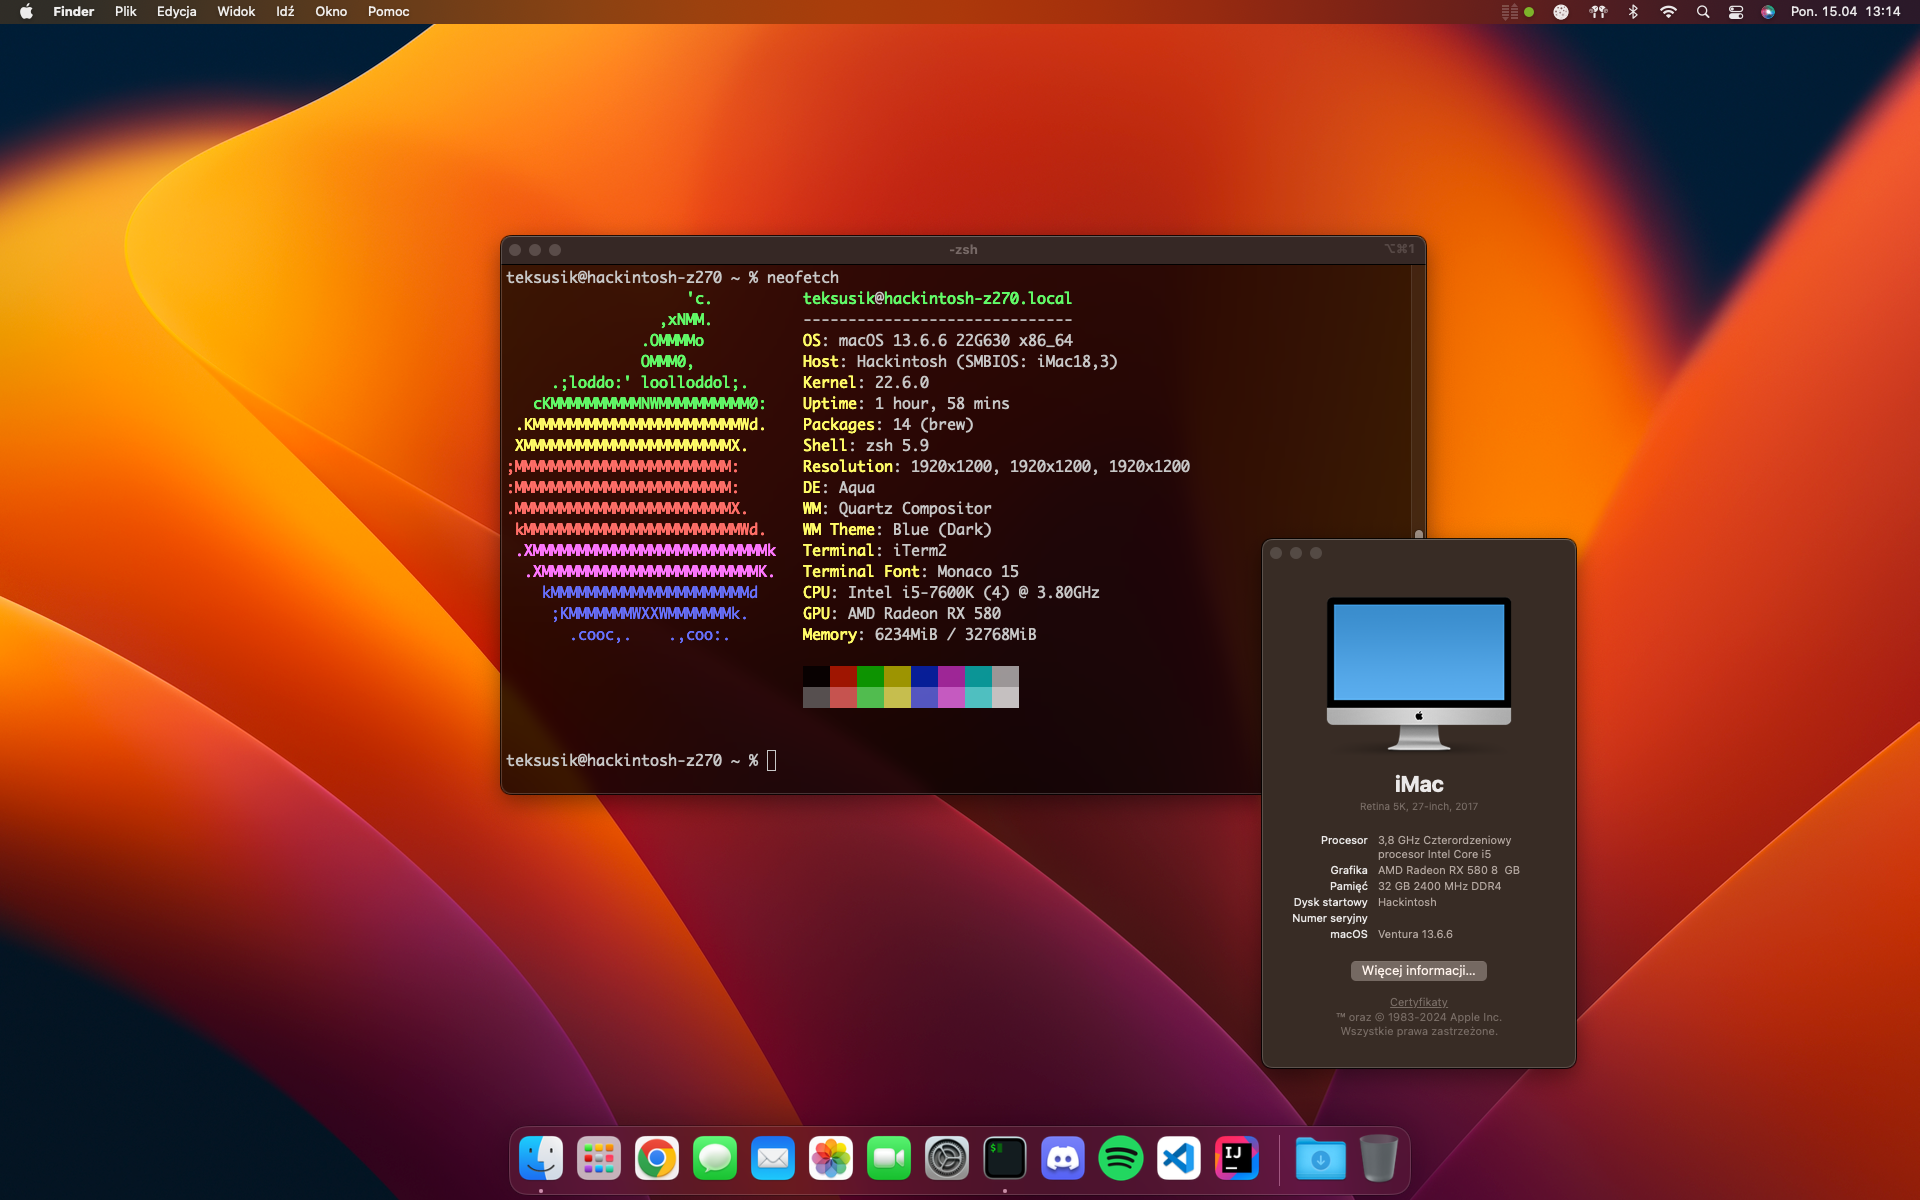 Finder Plik Edycja Widok Idź Okno Pomoc Pon. 15.04 13:14
-zsh ⌥⌘1
teksusik@hackintosh-z270 ~ % neofetch
'c. teksusik@hackintosh-z270.local
,xNMM. ------------------------------
.OMMMMo OS: macOS 13.6.6 22G630 x86_64
OMMM0, Host: Hackintosh (SMBIOS: iMac18,3)
.;loddo:' loolloddol;. Kernel: 22.6.0
cKMMMMMMMMMMNWMMMMMMMMMM0: Uptime: 1 hour, 58 mins
.KMMMMMMMMMMMMMMMMMMMMMMMWd. Packages: 14 (brew)
XMMMMMMMMMMMMMMMMMMMMMMMX. Shell: zsh 5.9
;MMMMMMMMMMMMMMMMMMMMMMMM: Resolution: 1920x1200, 1920x1200, 1920x1200
:MMMMMMMMMMMMMMMMMMMMMMMM: DE: Aqua
.MMMMMMMMMMMMMMMMMMMMMMMMX. WM: Quartz Compositor
kMMMMMMMMMMMMMMMMMMMMMMMMWd. WM Theme: Blue (Dark)
.XMMMMMMMMMMMMMMMMMMMMMMMMMMk Terminal: iTerm2
.XMMMMMMMMMMMMMMMMMMMMMMMMK. Terminal Font: Monaco 15
kMMMMMMMMMMMMMMMMMMMMMMd CPU: Intel i5-7600K (4) @ 3.80GHz
;KMMMMMMMWXXWMMMMMMMk. GPU: AMD Radeon RX 580
.cooc,. .,coo:. Memory: 6234MiB / 32768MiB
teksusik@hackintosh-z270 ~ %
iMac
Retina 5K, 27-inch, 2017
Procesor 3,8 GHz Czterordzeniowy
procesor Intel Core i5
Grafika AMD Radeon RX 580 8 GB
Pamięć 32 GB 2400 MHz DDR4
Dysk startowy Hackintosh
Numer seryjny
macOS Ventura 13.6.6
Więcej informacji...
Certyfikaty
™ oraz © 1983-2024 Apple Inc.
Wszystkie prawa zastrzeżone.
$
IJ